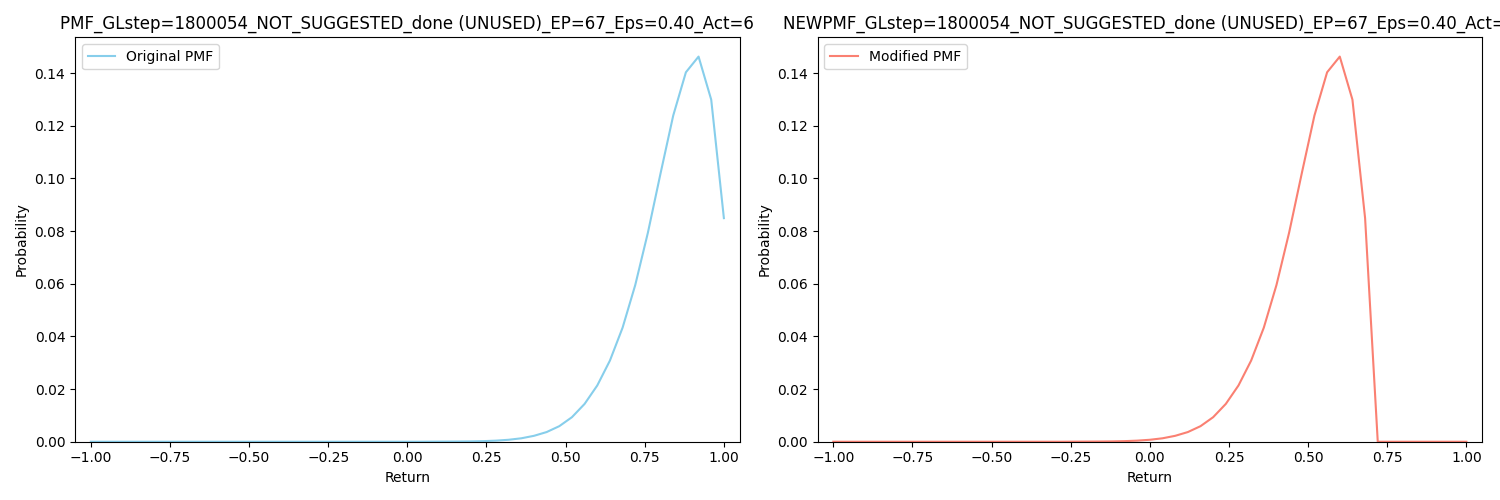 PMF_GLstep=1800054_NOT_SUGGESTED_done (UNUSED)_EP=67_Eps=0.40_Act=6
Original PMF
0.14
0.12
0.10
0.08
0.06
0.04
0.02
0.00
Probability
−1.00 −0.75 −0.50 −0.25 0.00 0.25 0.50 0.75 1.00
Return
NEWPMF_GLstep=1800054_NOT_SUGGESTED_done (UNUSED)_EP=67_Eps=0.40_Act=
Modified PMF
0.14
0.12
0.10
0.08
0.06
0.04
0.02
0.00
Probability
−1.00 −0.75 −0.50 −0.25 0.00 0.25 0.50 0.75 1.00
Return